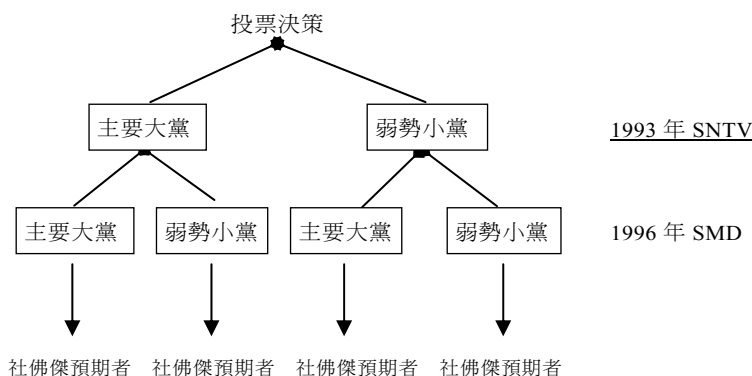 投票決策
主要大黨 弱勢小黨 1993 年 SNTV
主要大黨 弱勢小黨 主要大黨 弱勢小黨 1996 年 SMD
社佛傑預期者 社佛傑預期者 社佛傑預期者 社佛傑預期者